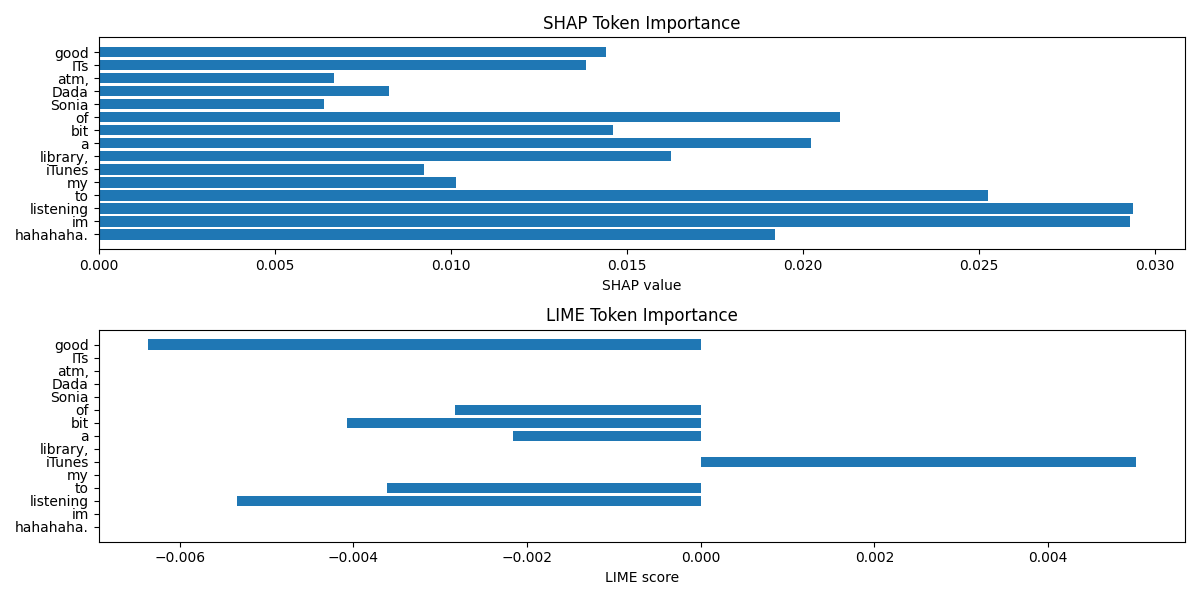 SHAP Token Importance
good
ITs
atm,
Dada
Sonia
of
bit
a
library,
iTunes
my
to
listening
im
hahahaha.
0.000 0.005 0.010 0.015 0.020 0.025 0.030
SHAP value
LIME Token Importance
good
ITs
atm,
Dada
Sonia
of
bit
a
library,
iTunes
my
to
listening
im
hahahaha.
−0.006 −0.004 −0.002 0.000 0.002 0.004
LIME score